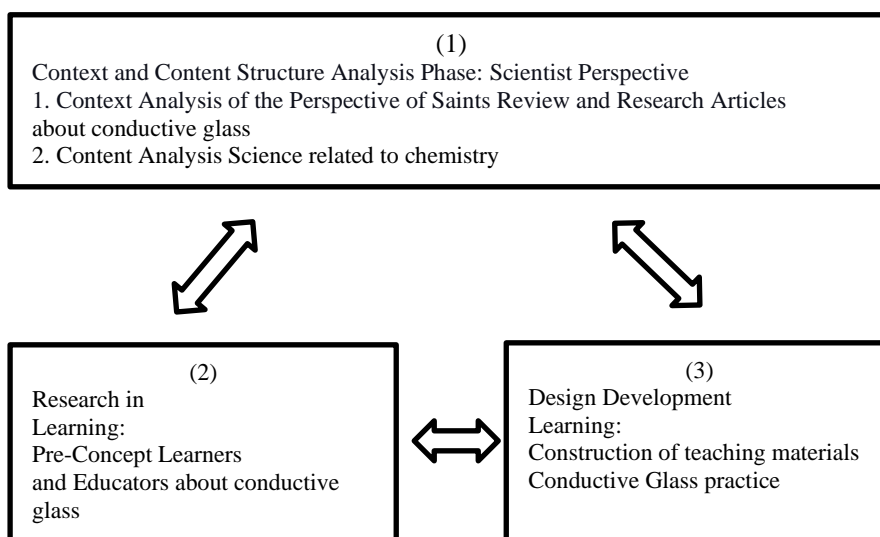 (1)
Context and Content Structure Analysis Phase: Scientist Perspective
1. Context Analysis of the Perspective of Saints Review and Research Articles
about conductive glass
2. Content Analysis Science related to chemistry
(2)
Research in
Learning:
Pre-Concept Learners
and Educators about conductive
glass
(3)
Design Development
Learning:
Construction of teaching materials
Conductive Glass practice